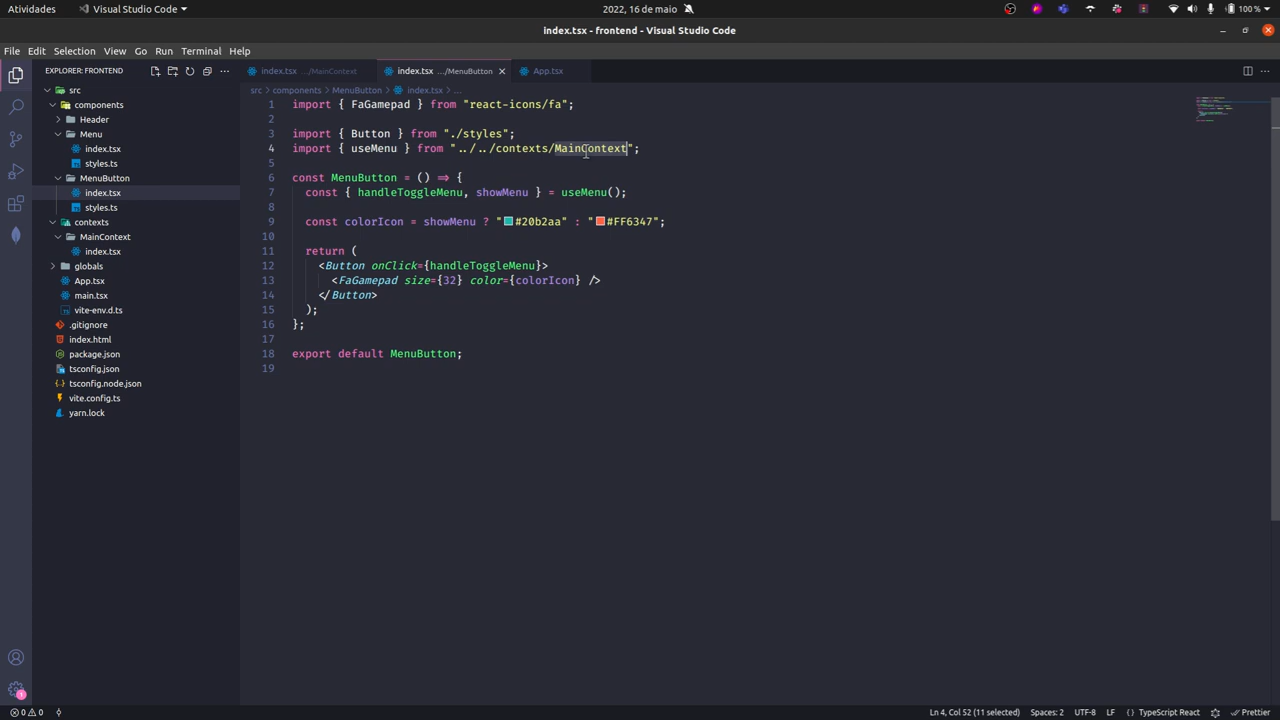 Atividades
Visual Studio Code
2022, 16 de maio
100 %
index.tsx - frontend - Visual Studio Code
File Edit Selection View Go Run Terminal Help
EXPLORER: FRONTEND
index.tsx .../MainContext
index.tsx .../MenuButton
App.tsx
src > components > MenuButton > index.tsx > ...
src
components
Header
Menu
index.tsx
styles.ts
MenuButton
index.tsx
styles.ts
contexts
MainContext
index.tsx
globals
App.tsx
main.tsx
vite-env.d.ts
.gitignore
index.html
package.json
tsconfig.json
tsconfig.node.json
vite.config.ts
yarn.lock
1 import { FaGamepad } from "react-icons/fa";
2
3 import { Button } from "./styles";
4 import { useMenu } from "../../contexts/MainContext";
5
6 const MenuButton = () => {
7 const { handleToggleMenu, showMenu } = useMenu();
8
9 const colorIcon = showMenu ? "#20b2aa" : "#FF6347";
10
11 return (
12 <Button onClick={handleToggleMenu}>
13 <FaGamepad size={32} color={colorIcon} />
14 </Button>
15 );
16 };
17
18 export default MenuButton;
19
1
0 0
Ln 4, Col 52 (11 selected) Spaces: 2 UTF-8 LF { } TypeScript React Prettier